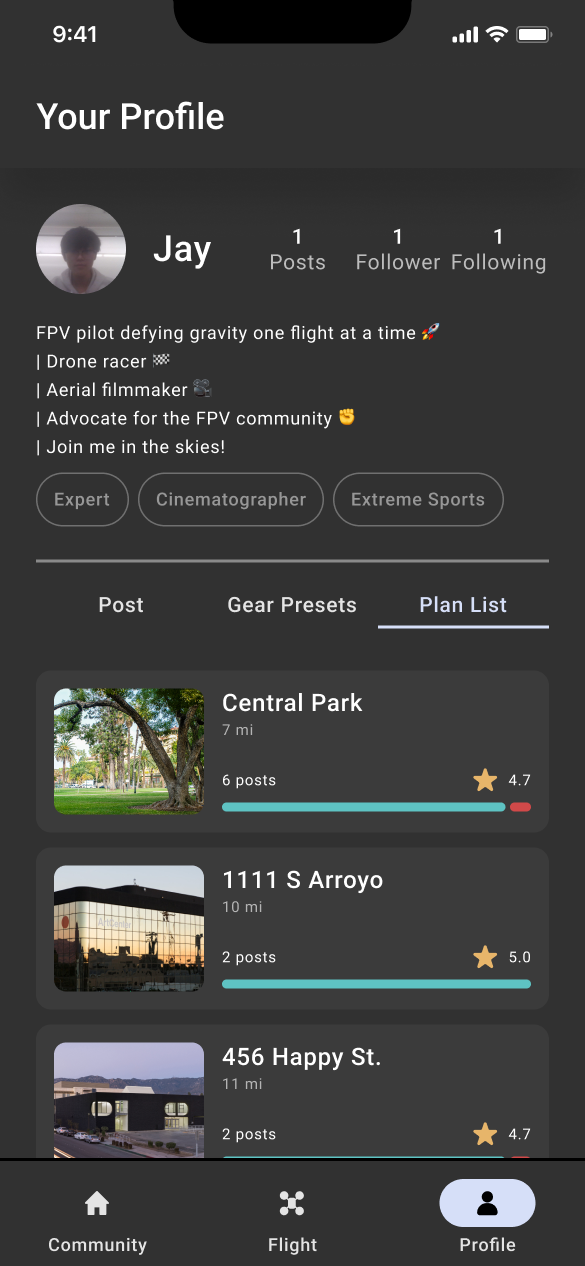 9:41
Your Profile
Jay
1 Posts
1 Follower
1 Following
FPV pilot defying gravity one flight at a time 🚀
| Drone racer 🏁
| Aerial filmmaker 🎥
| Advocate for the FPV community ✊
| Join me in the skies!
Expert Cinematographer Extreme Sports
Post Gear Presets Plan List
Central Park
7 mi
6 posts 4.7
1111 S Arroyo
10 mi
2 posts 5.0
456 Happy St.
11 mi
2 posts 4.7
Community Flight Profile